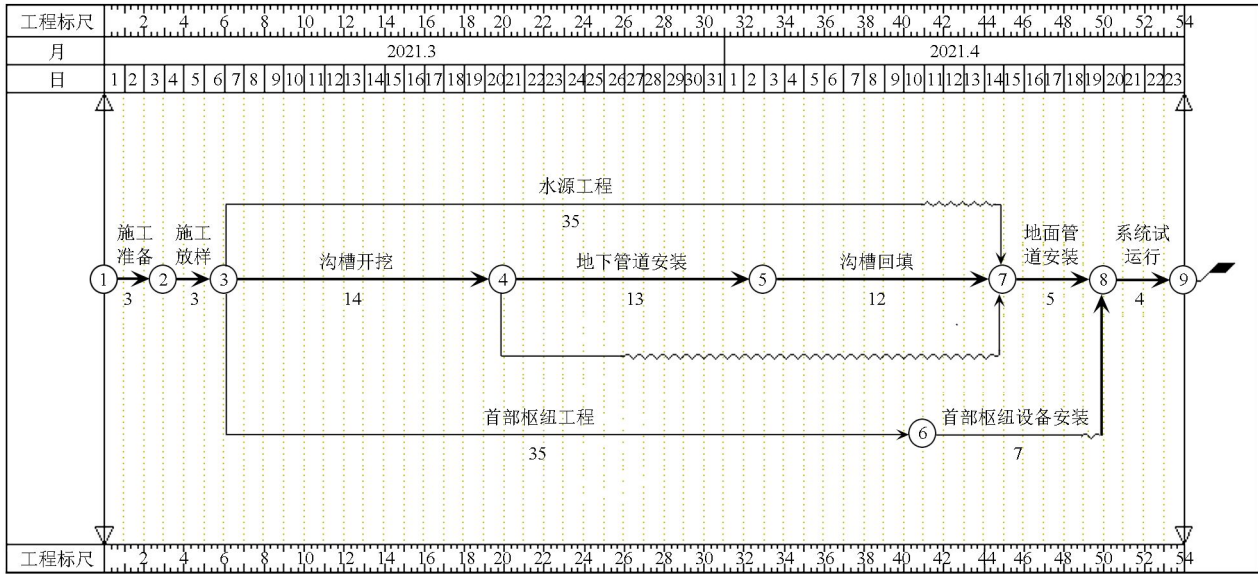 工程标尺 2 4 6 8 10 12 14 16 18 20 22 24 26 28 30 32 34 36 38 40 42 44 46 48 50 52 54
月 2021.3 2021.4
日 1 2 3 4 5 6 7 8 9 10 11 12 13 14 15 16 17 18 19 20 21 22 23 24 25 26 27 28 29 30 31 1 2 3 4 5 6 7 8 9 10 11 12 13 14 15 16 17 18 19 20 21 22 23
水源工程
35
施工 施工 地面管 系统试
准备 放样 沟槽开挖 地下管道安装 沟槽回填 道安装 运行
1 2 3 4 5 7 8 9
3 3 14 13 12 5 4
首部枢纽工程 首部枢纽设备安装
6
35 7
工程标尺 2 4 6 8 10 12 14 16 18 20 22 24 26 28 30 32 34 36 38 40 42 44 46 48 50 52 54